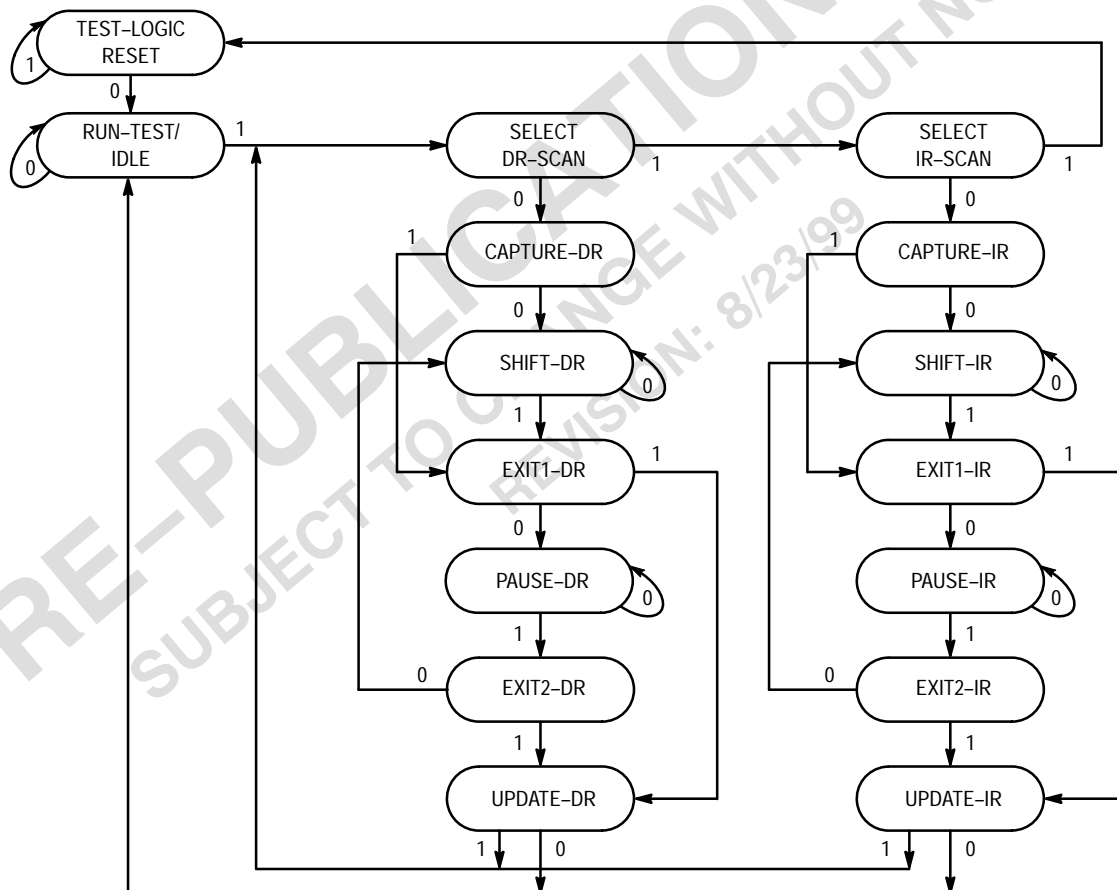 TEST–LOGIC
RESET
1
0
RUN–TEST/
IDLE
0
1
SELECT
DR–SCAN
1
0
SELECT
IR–SCAN
1
0
CAPTURE–DR
1
0
CAPTURE–IR
1
0
SHIFT–DR
0
1
SHIFT–IR
0
1
EXIT1–DR
1
0
EXIT1–IR
1
0
PAUSE–DR
0
1
PAUSE–IR
0
1
EXIT2–DR
0
1
EXIT2–IR
0
1
UPDATE–DR
1
0
UPDATE–IR
1
0
RE–PUBLICATION
SUBJECT TO CHANGE WITHOUT
REVISION: 8/23/99